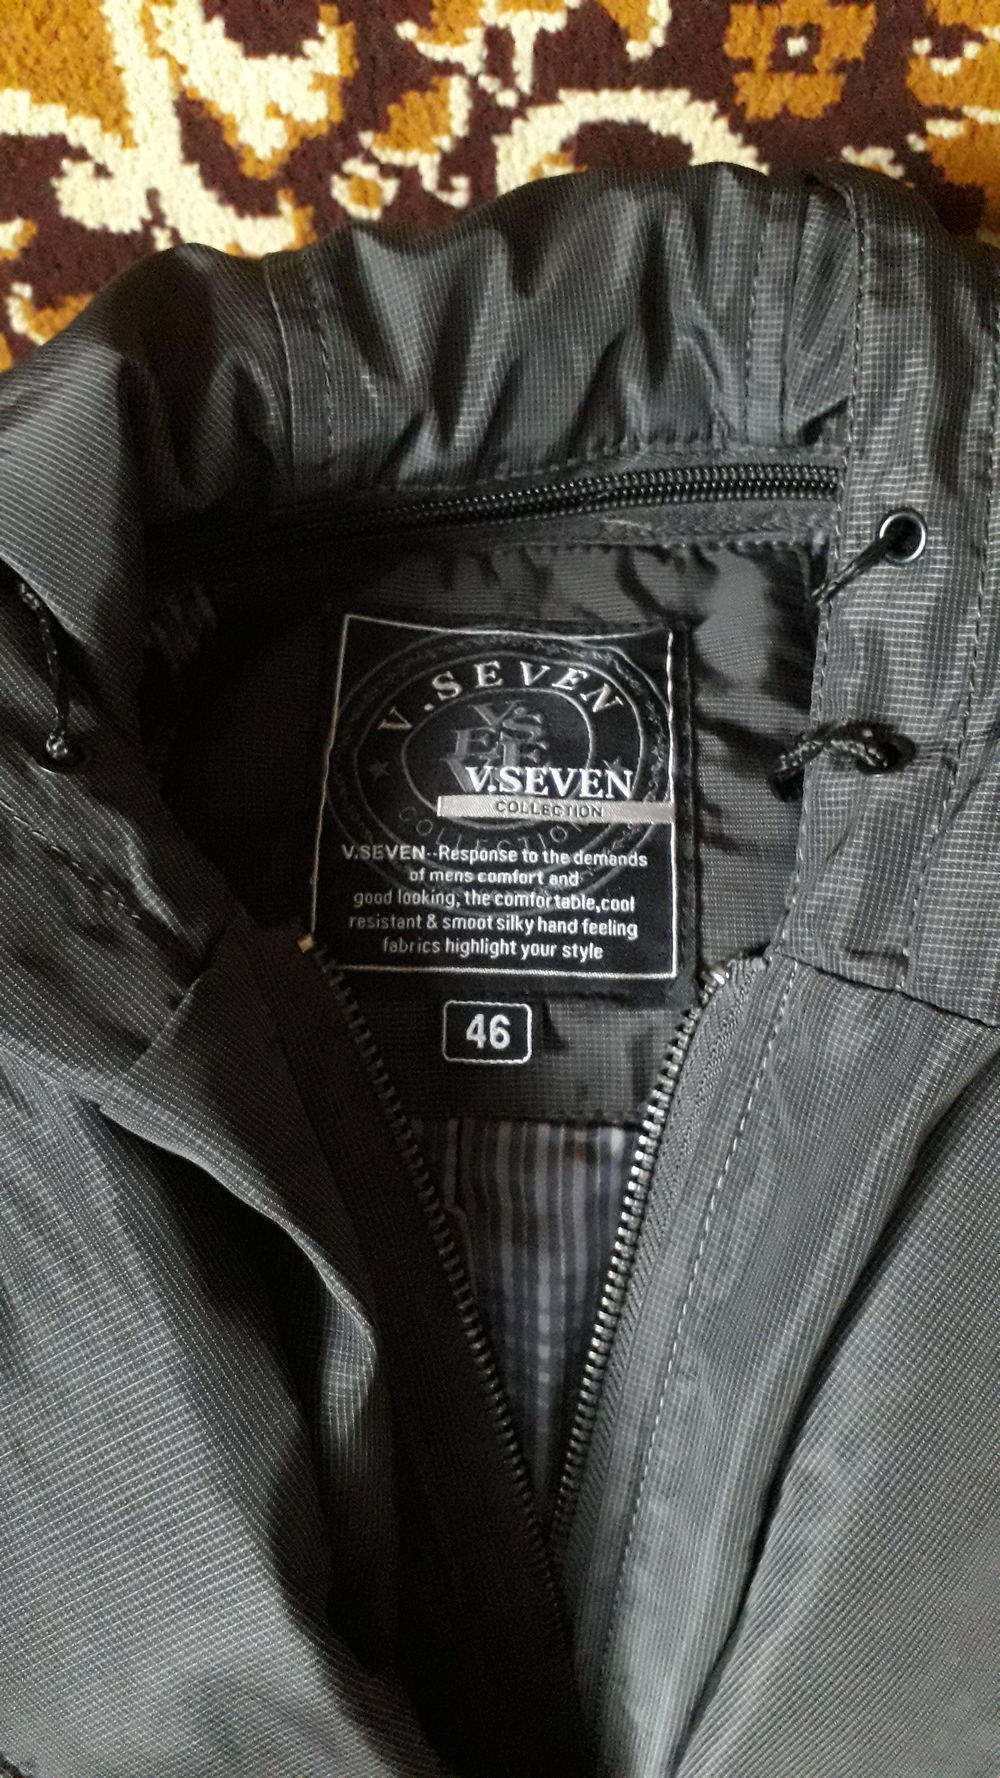 V.SEVEN
V.SEVEN
COLLECTION
COLLECTION
V.SEVEN--Response to the demands
of mens comfort and
good looking, the comfortable,cool
resistant & smoot silky hand feeling
fabrics highlight your style
46